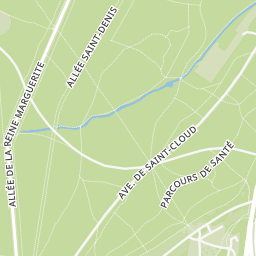 ALLÉE SAINT-DENIS
ALLÉE DE LA REINE MARGUERITE
AVE. DE SAINT-CLOUD
PARCOURS DE SANTÉ